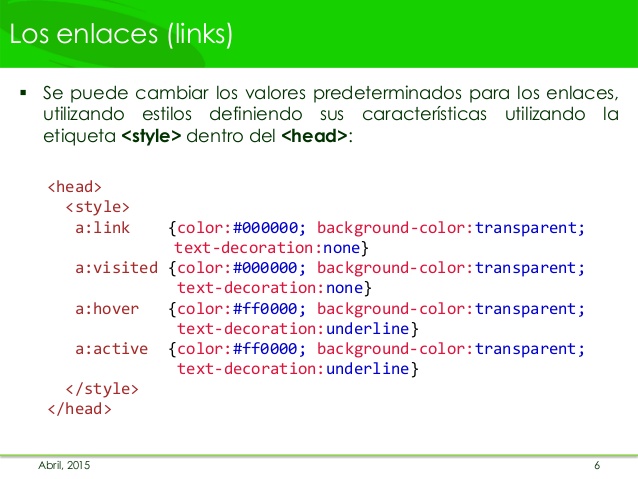 Los enlaces (links)
▪ Se puede cambiar los valores predeterminados para los enlaces,
utilizando estilos definiendo sus características utilizando la
etiqueta <style> dentro del <head>:
<head>
<style>
a:link {color:#000000; background-color:transparent;
text-decoration:none}
a:visited {color:#000000; background-color:transparent;
text-decoration:none}
a:hover {color:#ff0000; background-color:transparent;
text-decoration:underline}
a:active {color:#ff0000; background-color:transparent;
text-decoration:underline}
</style>
</head>
Abril, 2015 6